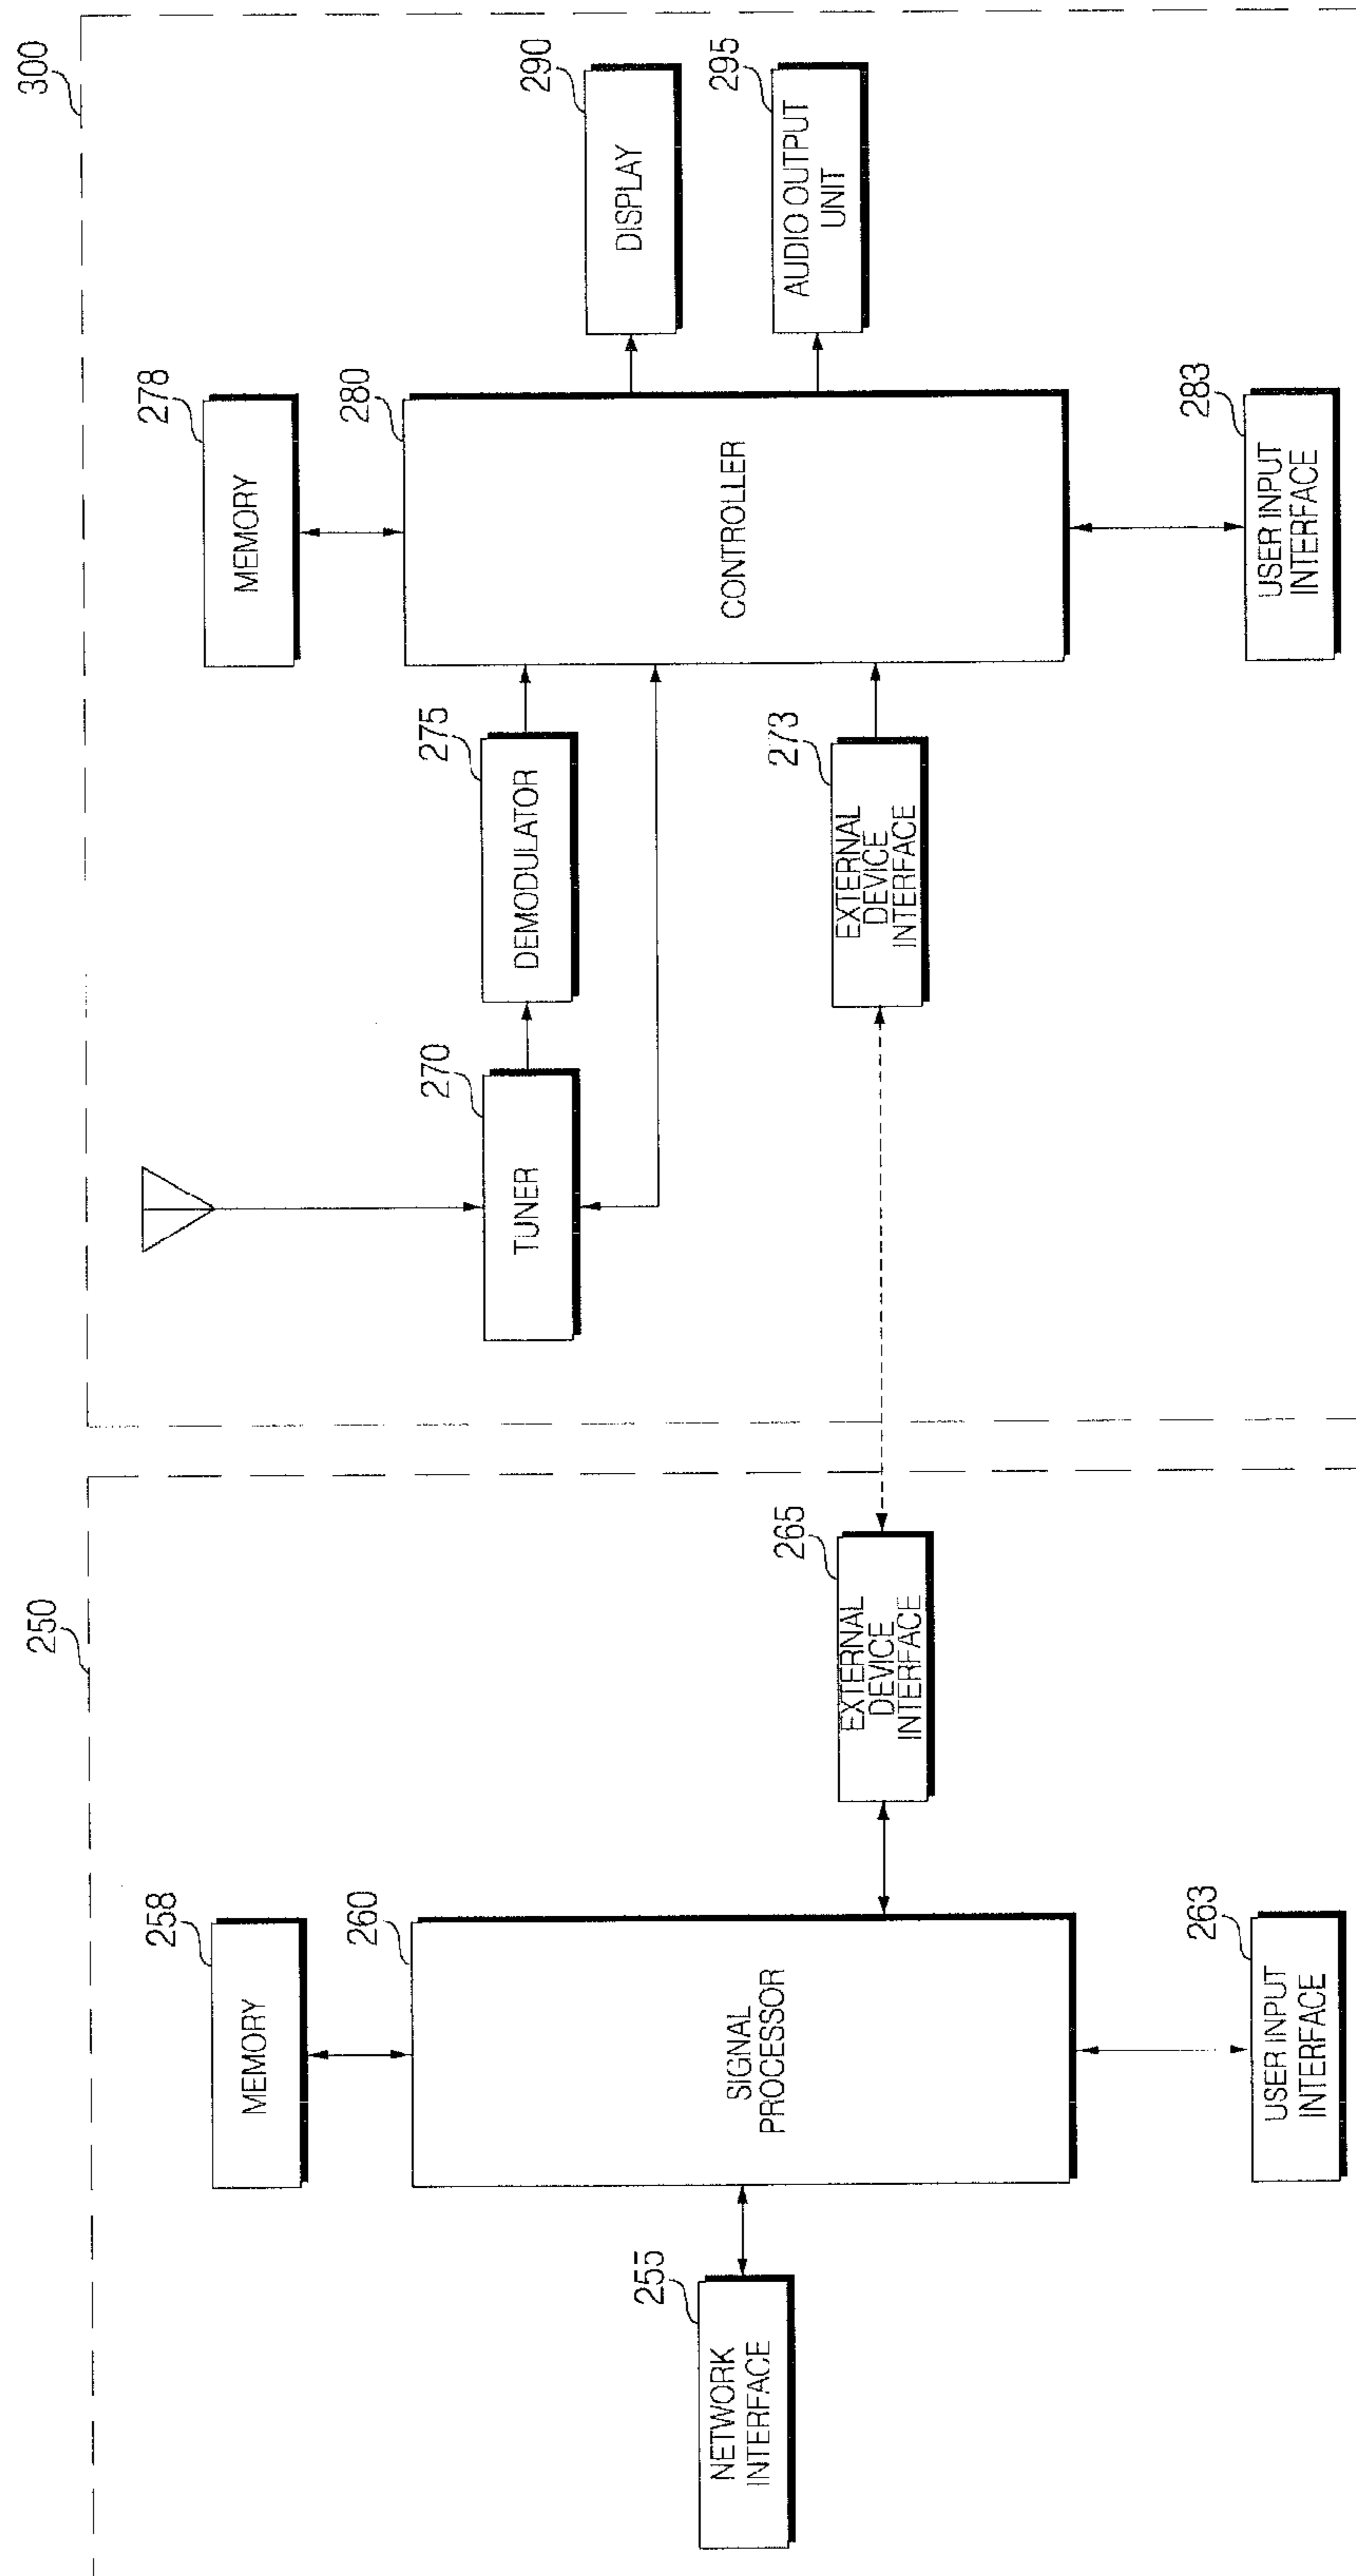 250
258
MEMORY
260
SIGNAL
PROCESSOR
255
NETWORK
INTERFACE
265
EXTERNAL
DEVICE
INTERFACE
263
USER INPUT
INTERFACE
300
278
MEMORY
270
TUNER
275
DEMODULATOR
280
CONTROLLER
273
EXTERNAL
DEVICE
INTERFACE
290
DISPLAY
295
AUDIO OUTPUT
UNIT
283
USER INPUT
INTERFACE